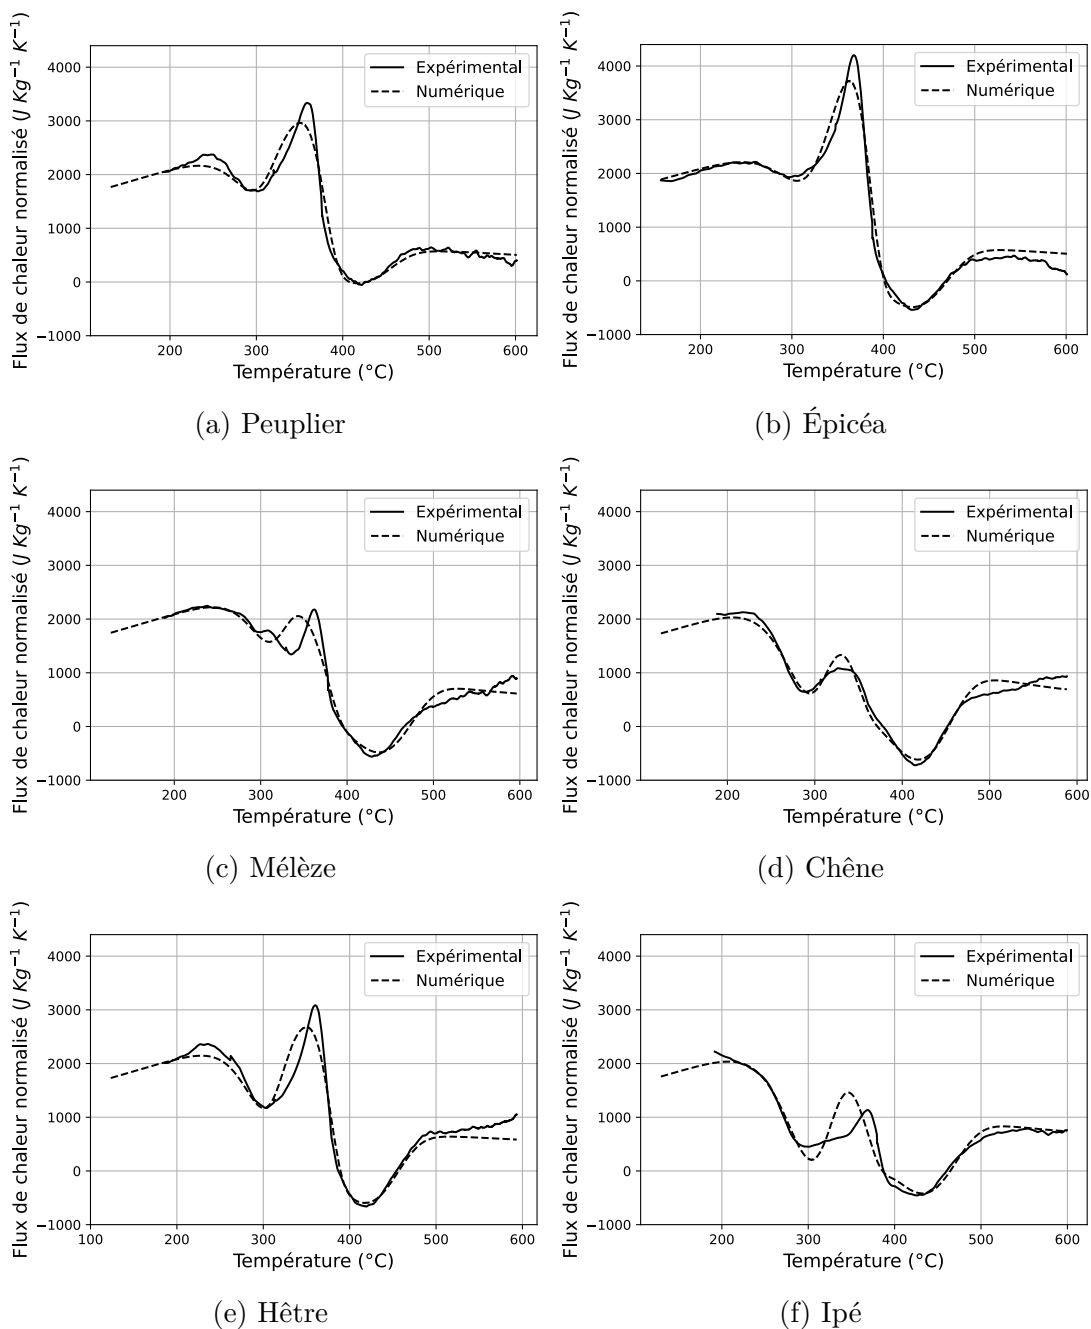 Flux de chaleur normalisé (J Kg⁻¹ K⁻¹)
4000
3000
2000
1000
0
−1000
Expérimental
Numérique
200 300 400 500 600
Température (°C)
(a) Peuplier
Flux de chaleur normalisé (J Kg⁻¹ K⁻¹)
4000
3000
2000
1000
0
−1000
Expérimental
Numérique
200 300 400 500 600
Température (°C)
(b) Épicéa
Flux de chaleur normalisé (J Kg⁻¹ K⁻¹)
4000
3000
2000
1000
0
−1000
Expérimental
Numérique
200 300 400 500 600
Température (°C)
(c) Mélèze
Flux de chaleur normalisé (J Kg⁻¹ K⁻¹)
4000
3000
2000
1000
0
−1000
Expérimental
Numérique
200 300 400 500 600
Température (°C)
(d) Chêne
Flux de chaleur normalisé (J Kg⁻¹ K⁻¹)
4000
3000
2000
1000
0
−1000
Expérimental
Numérique
100 200 300 400 500 600
Température (°C)
(e) Hêtre
Flux de chaleur normalisé (J Kg⁻¹ K⁻¹)
4000
3000
2000
1000
0
−1000
Expérimental
Numérique
200 300 400 500 600
Température (°C)
(f) Ipé